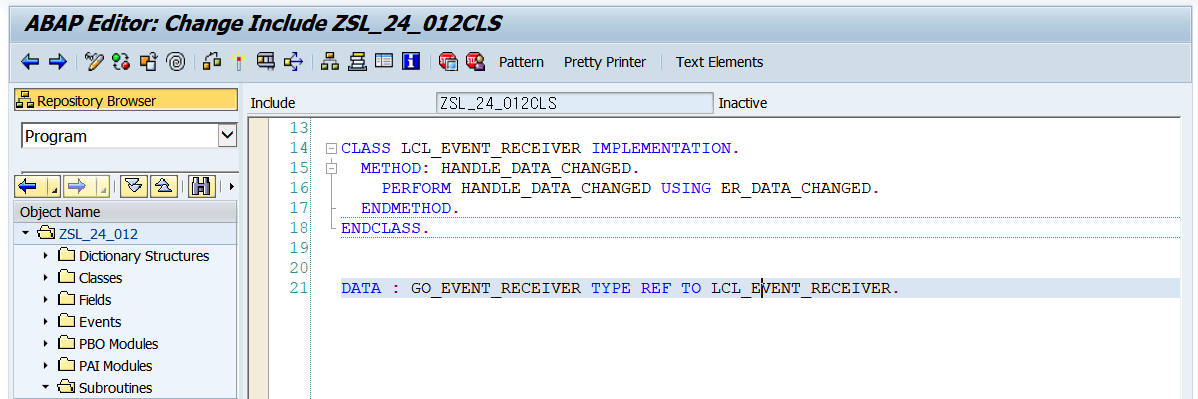 ABAP Editor: Change Include ZSL_24_012CLS
Pattern Pretty Printer Text Elements
Repository Browser
Include ZSL_24_012CLS Inactive
Program
Object Name
ZSL_24_012
Dictionary Structures
Classes
Fields
Events
PBO Modules
PAI Modules
Subroutines
13
14 CLASS LCL_EVENT_RECEIVER IMPLEMENTATION.
15 METHOD: HANDLE_DATA_CHANGED.
16 PERFORM HANDLE_DATA_CHANGED USING ER_DATA_CHANGED.
17 ENDMETHOD.
18 ENDCLASS.
19
20
21 DATA : GO_EVENT_RECEIVER TYPE REF TO LCL_EVENT_RECEIVER.